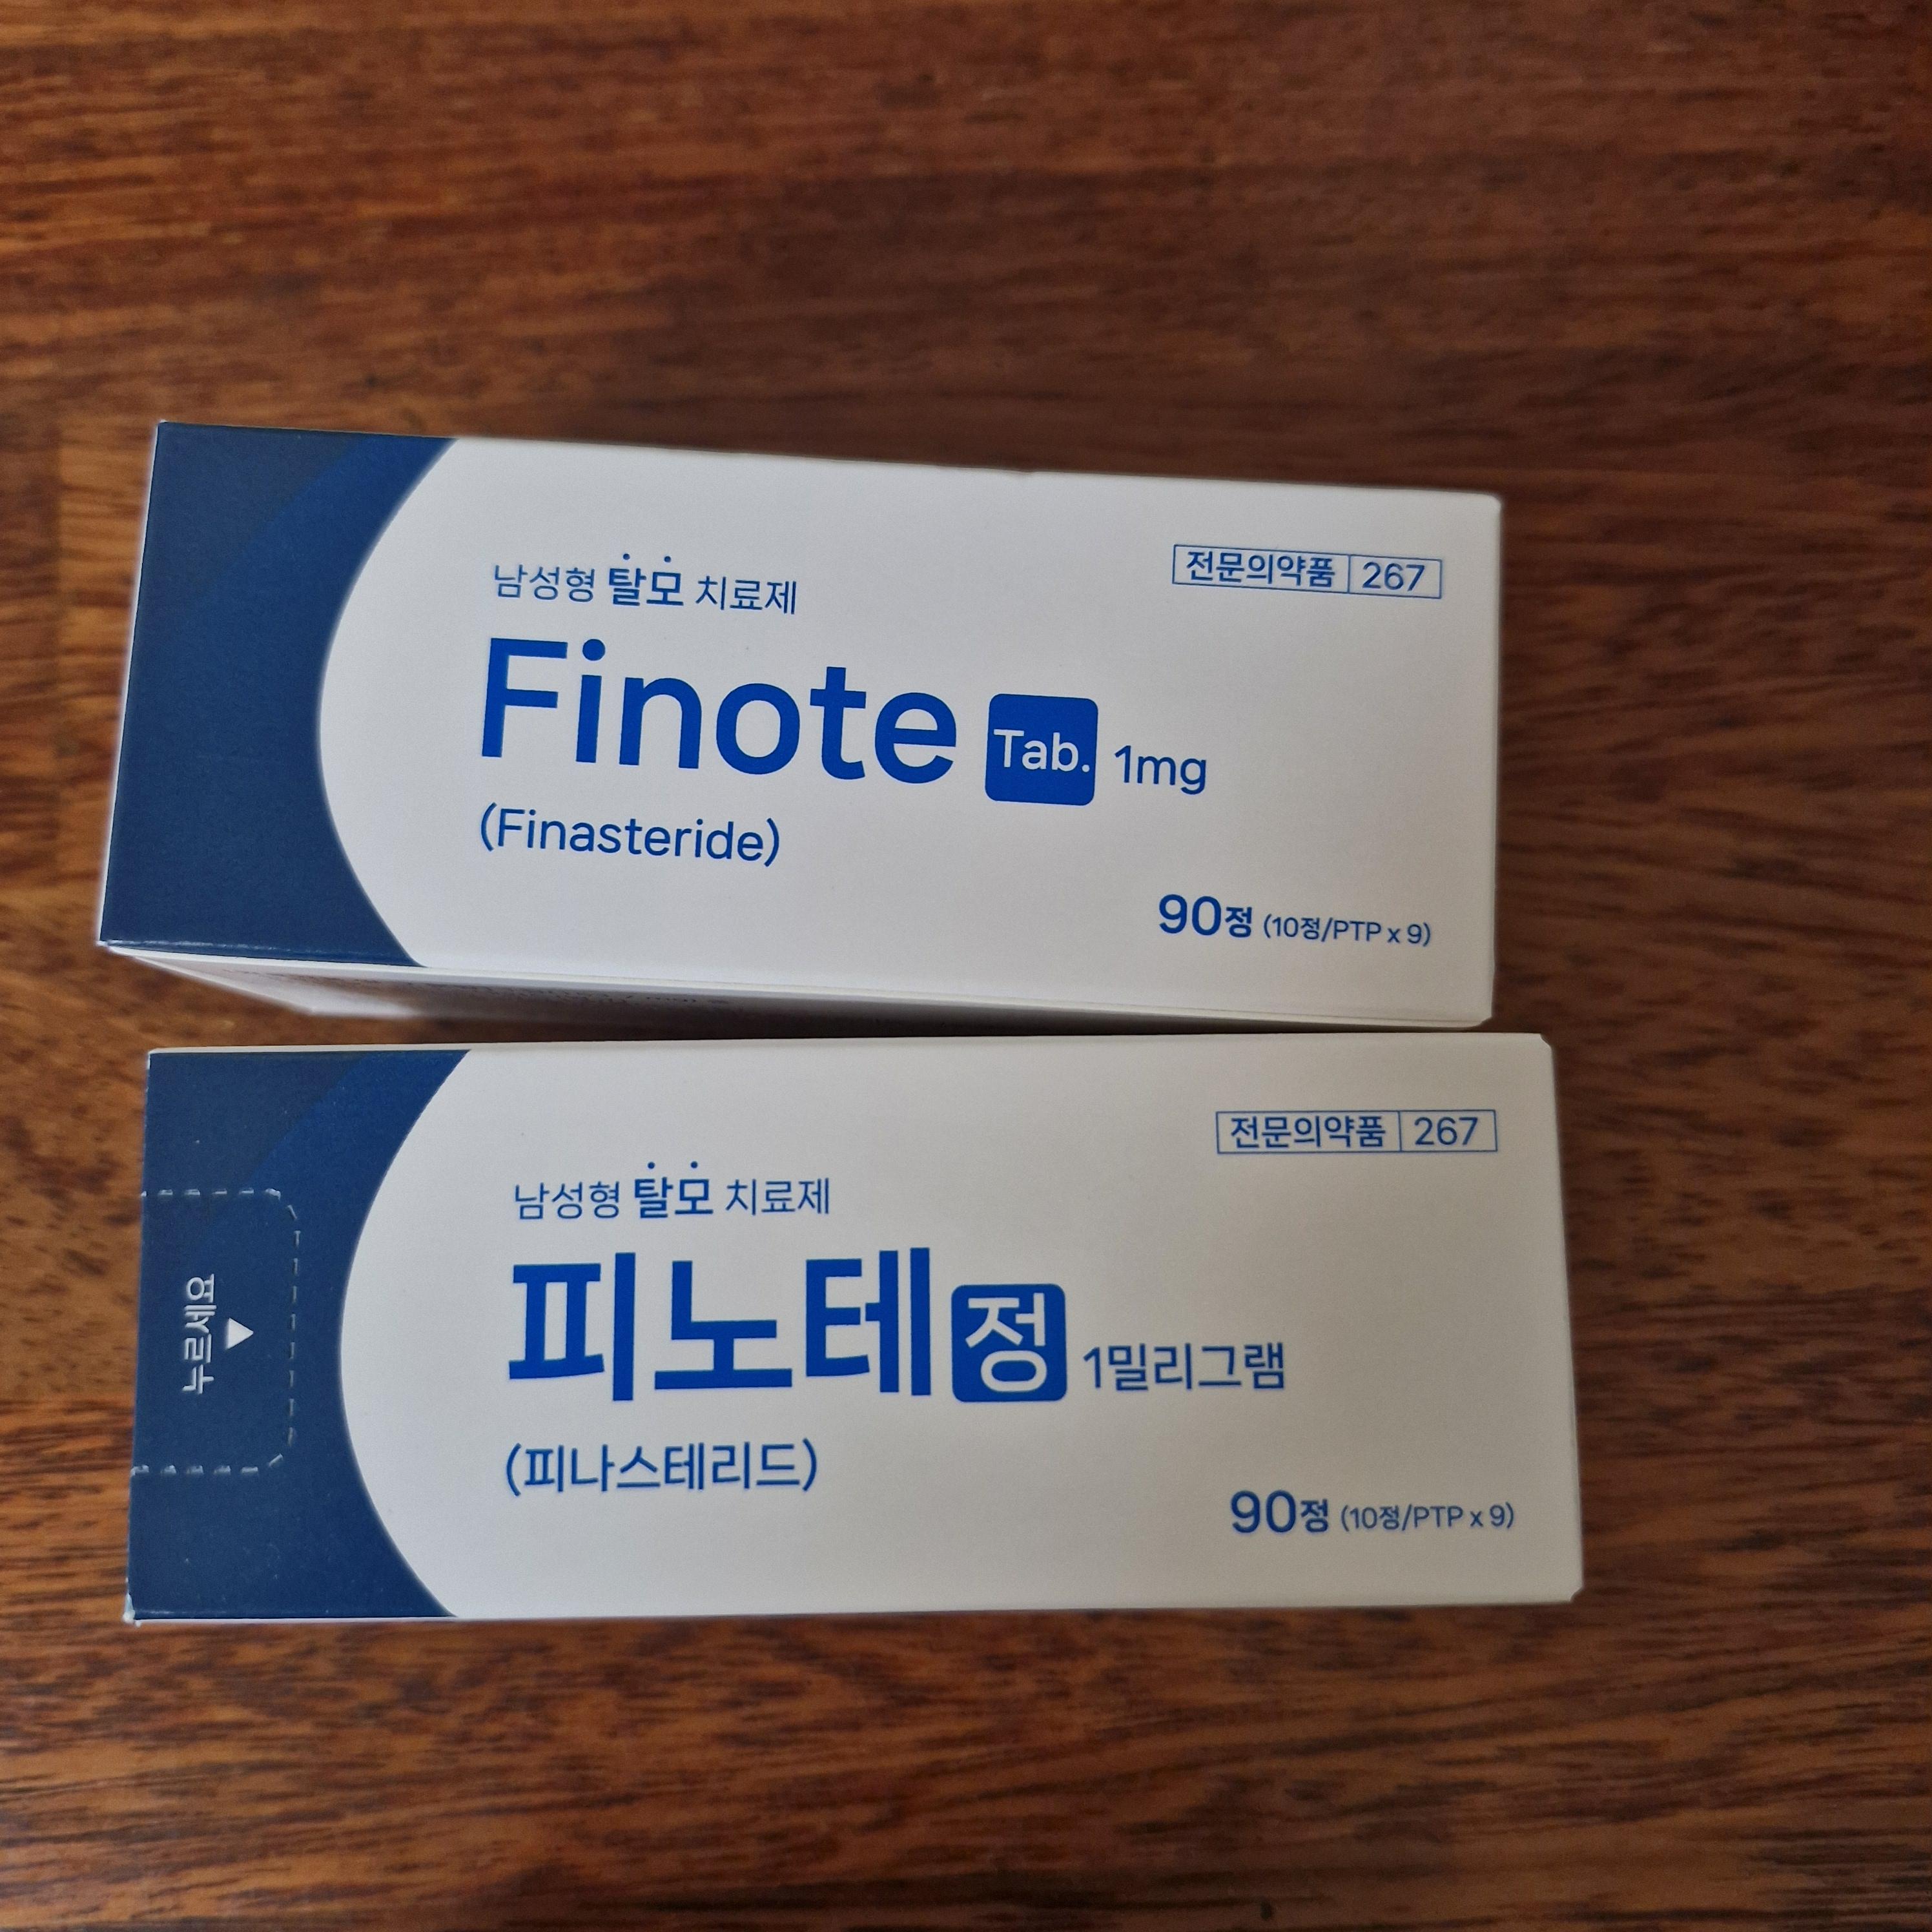 전문의약품 267
남성형 탈모 치료제
Finote Tab. 1mg
(Finasteride)
90정 (10정/PTP x 9)
전문의약품 267
남성형 탈모 치료제
피노테정 1밀리그램
(피나스테리드)
90정 (10정/PTP x 9)
누르세요